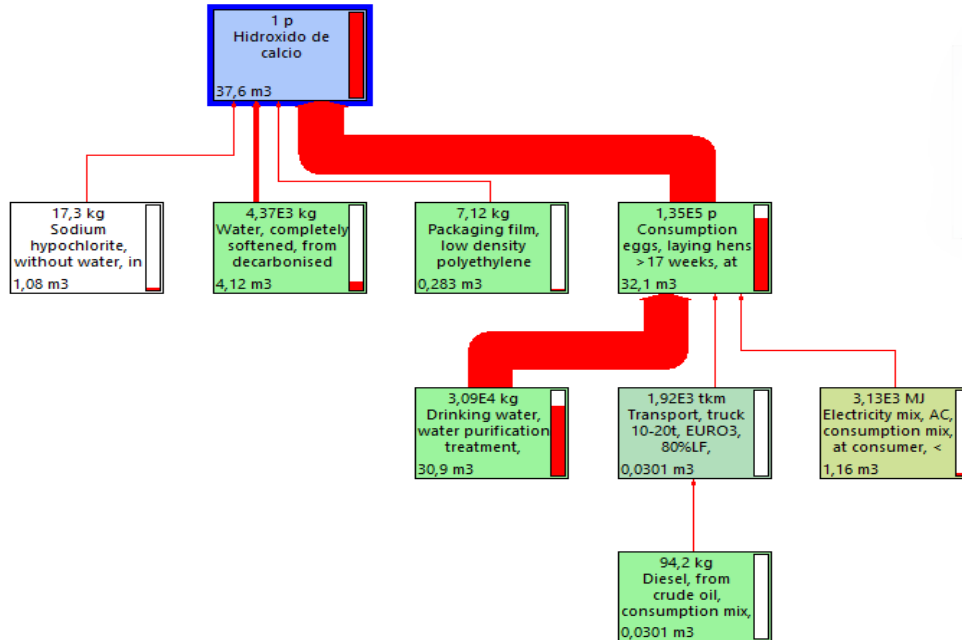 1 p
Hidroxido de
calcio
37,6 m3
17,3 kg
Sodium
hypochlorite,
without water, in
1,08 m3
4,37E3 kg
Water, completely
softened, from
decarbonised
4,12 m3
7,12 kg
Packaging film,
low density
polyethylene
0,283 m3
1,35E5 p
Consumption
eggs, laying hens
>17 weeks, at
32,1 m3
3,09E4 kg
Drinking water,
water purification
treatment,
30,9 m3
1,92E3 tkm
Transport, truck
10-20t, EURO3,
80%LF,
0,0301 m3
3,13E3 MJ
Electricity mix, AC,
consumption mix,
at consumer, <
1,16 m3
94,2 kg
Diesel, from
crude oil,
consumption mix,
0,0301 m3